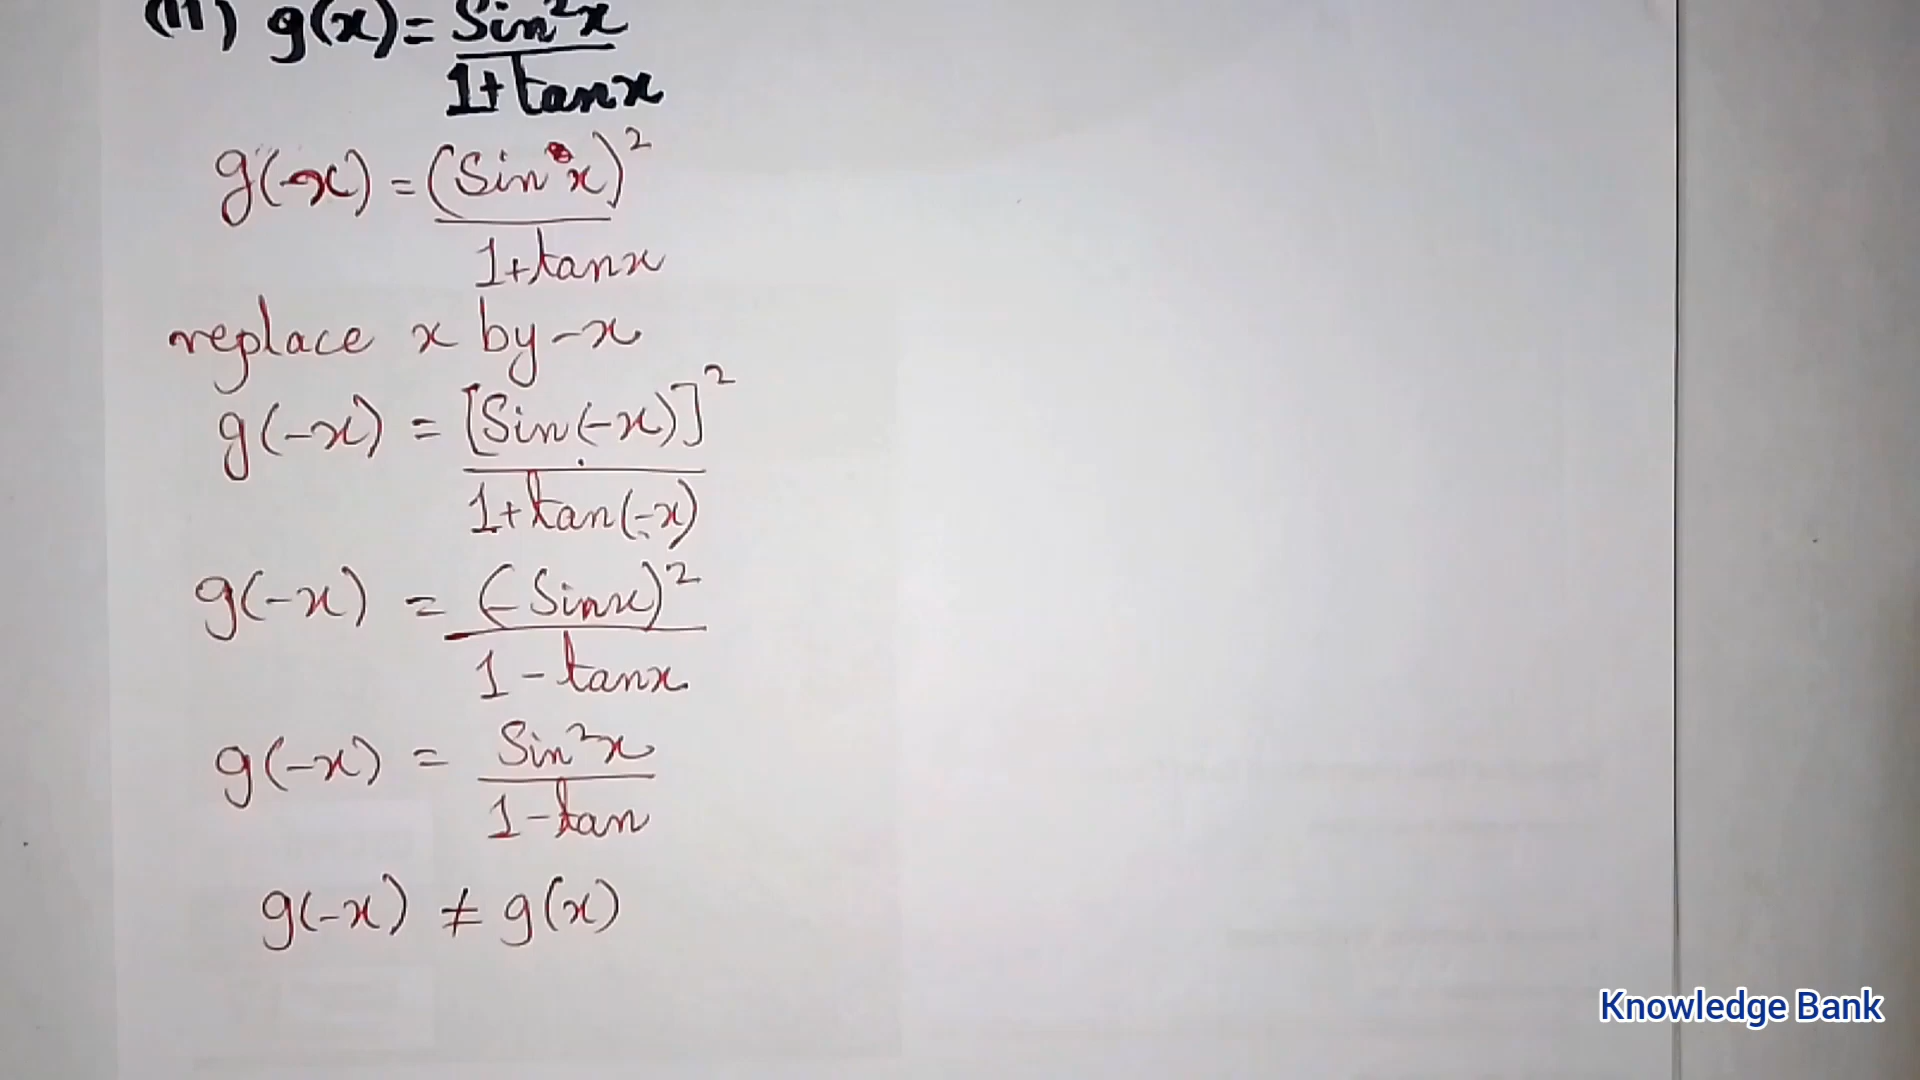 (ii) g(x) = Sin²x / 1+tanx
g(-x) = (Sin x)² / 1+tanx
replace x by -x
g(-x) = [Sin(-x)]² / 1+tan(-x)
g(-x) = (-Sinx)² / 1-tanx
g(-x) = Sin²x / 1-tan
g(-x) ≠ g(x)
Knowledge Bank